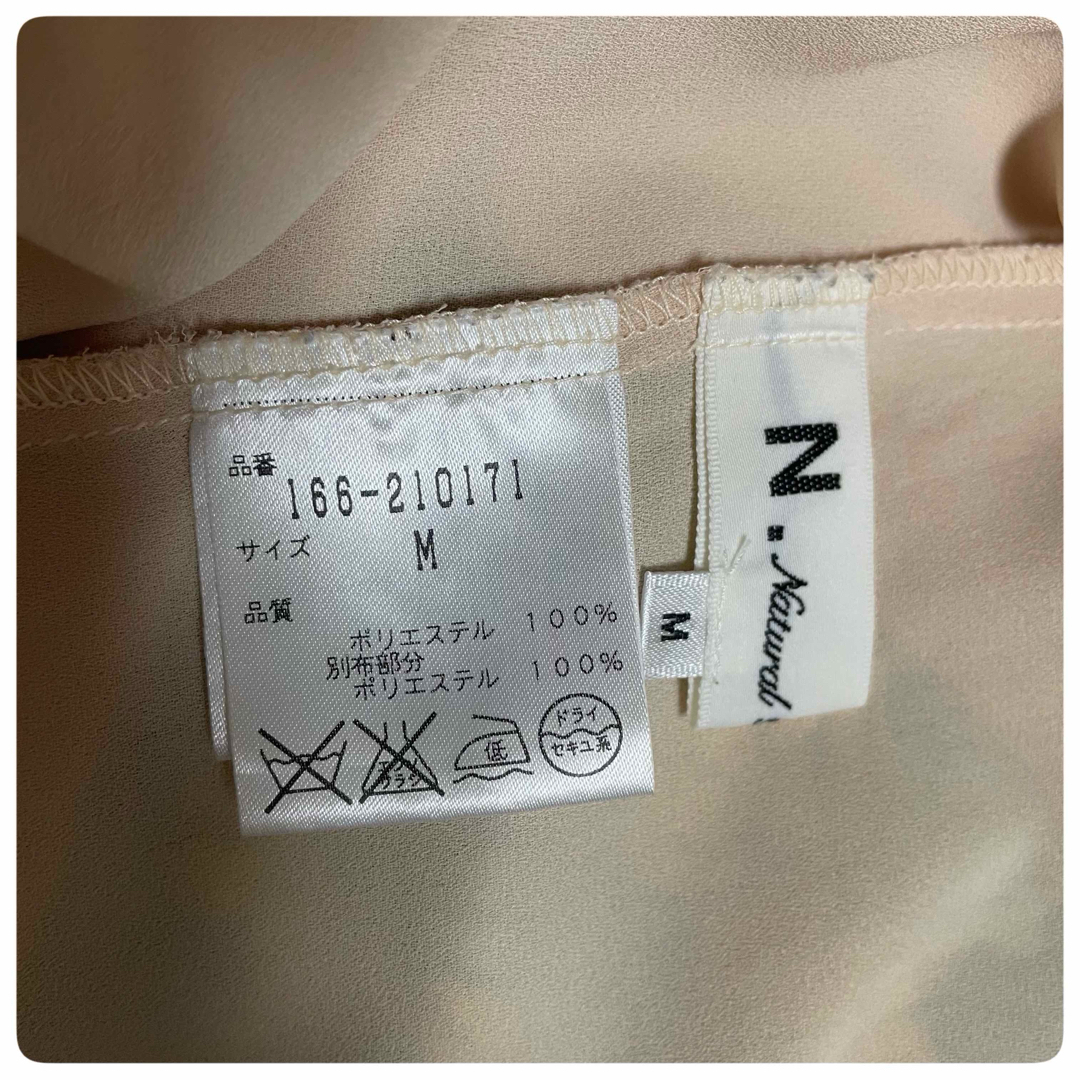 品番
166-210171
サイズ M
品質
ポリエステル 100%
別布部分
ポリエステル 100%
低
ドライ
セキユ系
M
N.
Natural